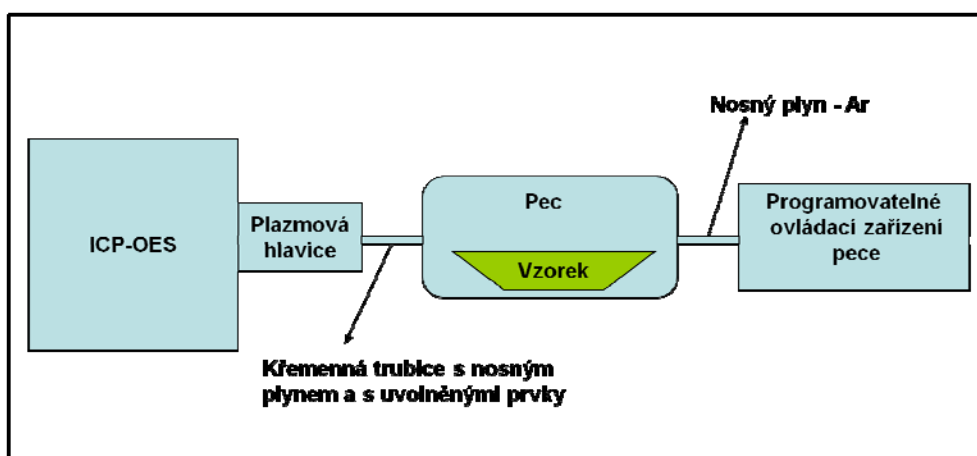 Nosný plyn - Ar
ICP-OES
Plazmová
hlavice
Pec
Vzorek
Programovatelné
ovládací zařízení
pece
Křemenná trubice s nosným
plynem a s uvolněnými prvky